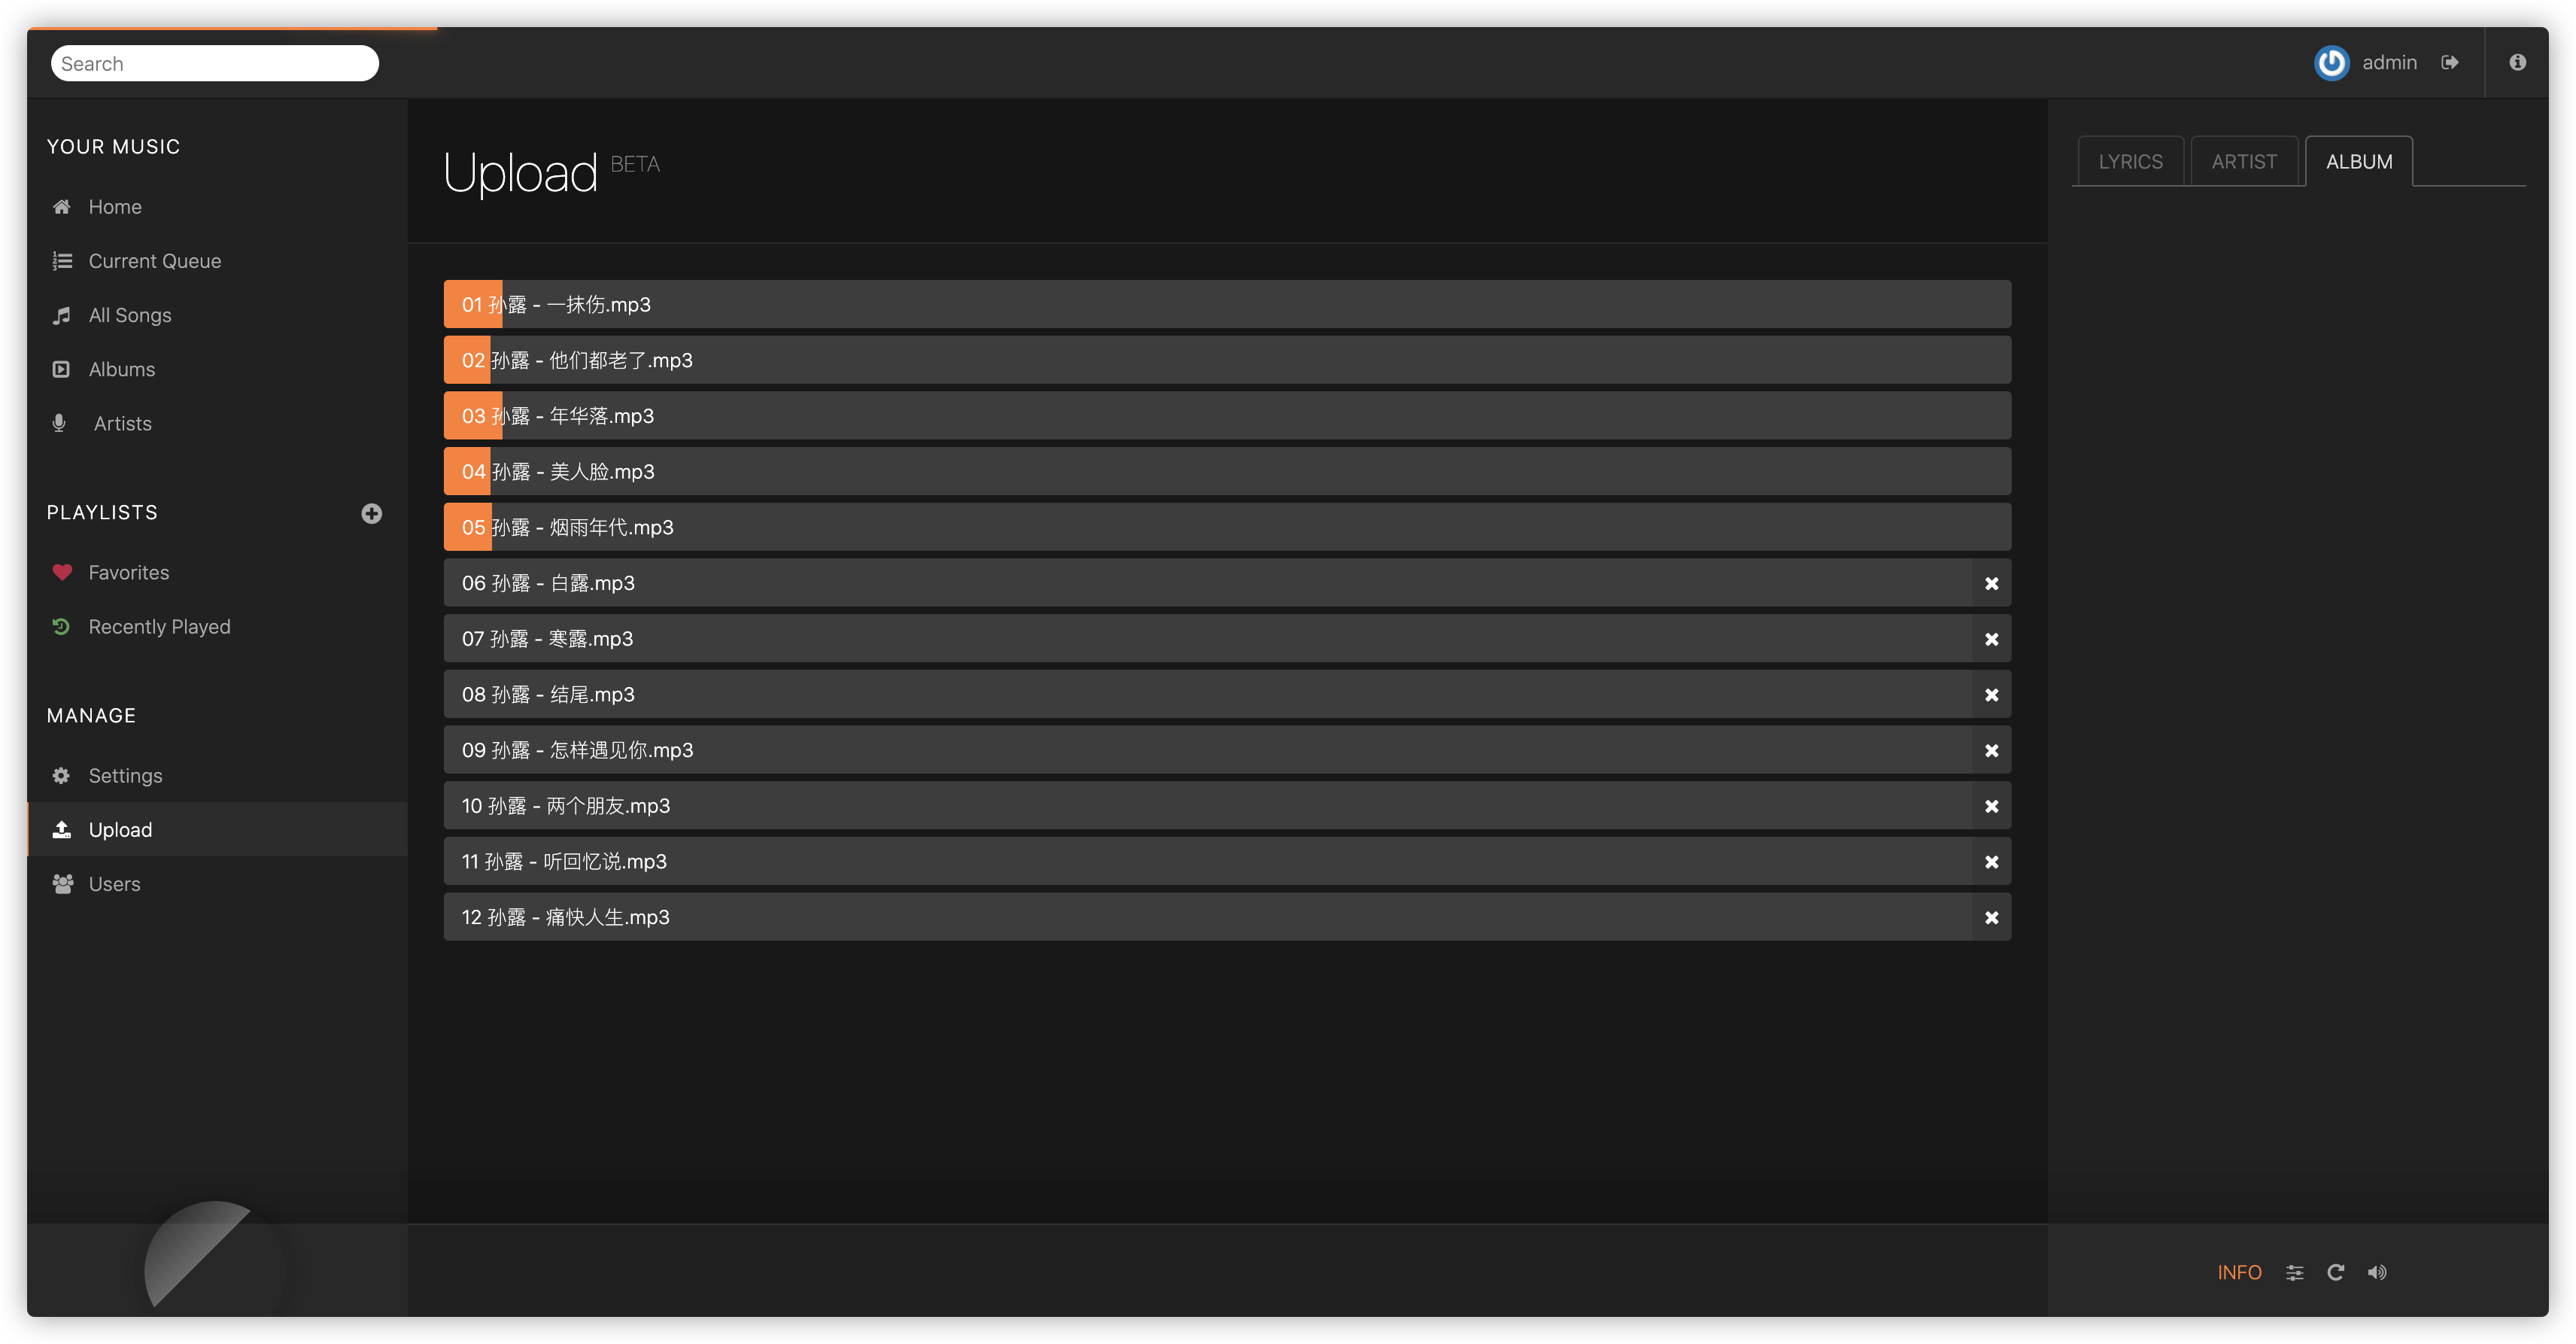 Search
admin
YOUR MUSIC
Home
Current Queue
All Songs
Albums
Artists
PLAYLISTS
Favorites
Recently Played
MANAGE
Settings
Upload
Users
Upload BETA
01 孙露 - 一抹伤.mp3
02 孙露 - 他们都老了.mp3
03 孙露 - 年华落.mp3
04 孙露 - 美人脸.mp3
05 孙露 - 烟雨年代.mp3
06 孙露 - 白露.mp3
07 孙露 - 寒露.mp3
08 孙露 - 结尾.mp3
09 孙露 - 怎样遇见你.mp3
10 孙露 - 两个朋友.mp3
11 孙露 - 听回忆说.mp3
12 孙露 - 痛快人生.mp3
LYRICS ARTIST ALBUM
INFO